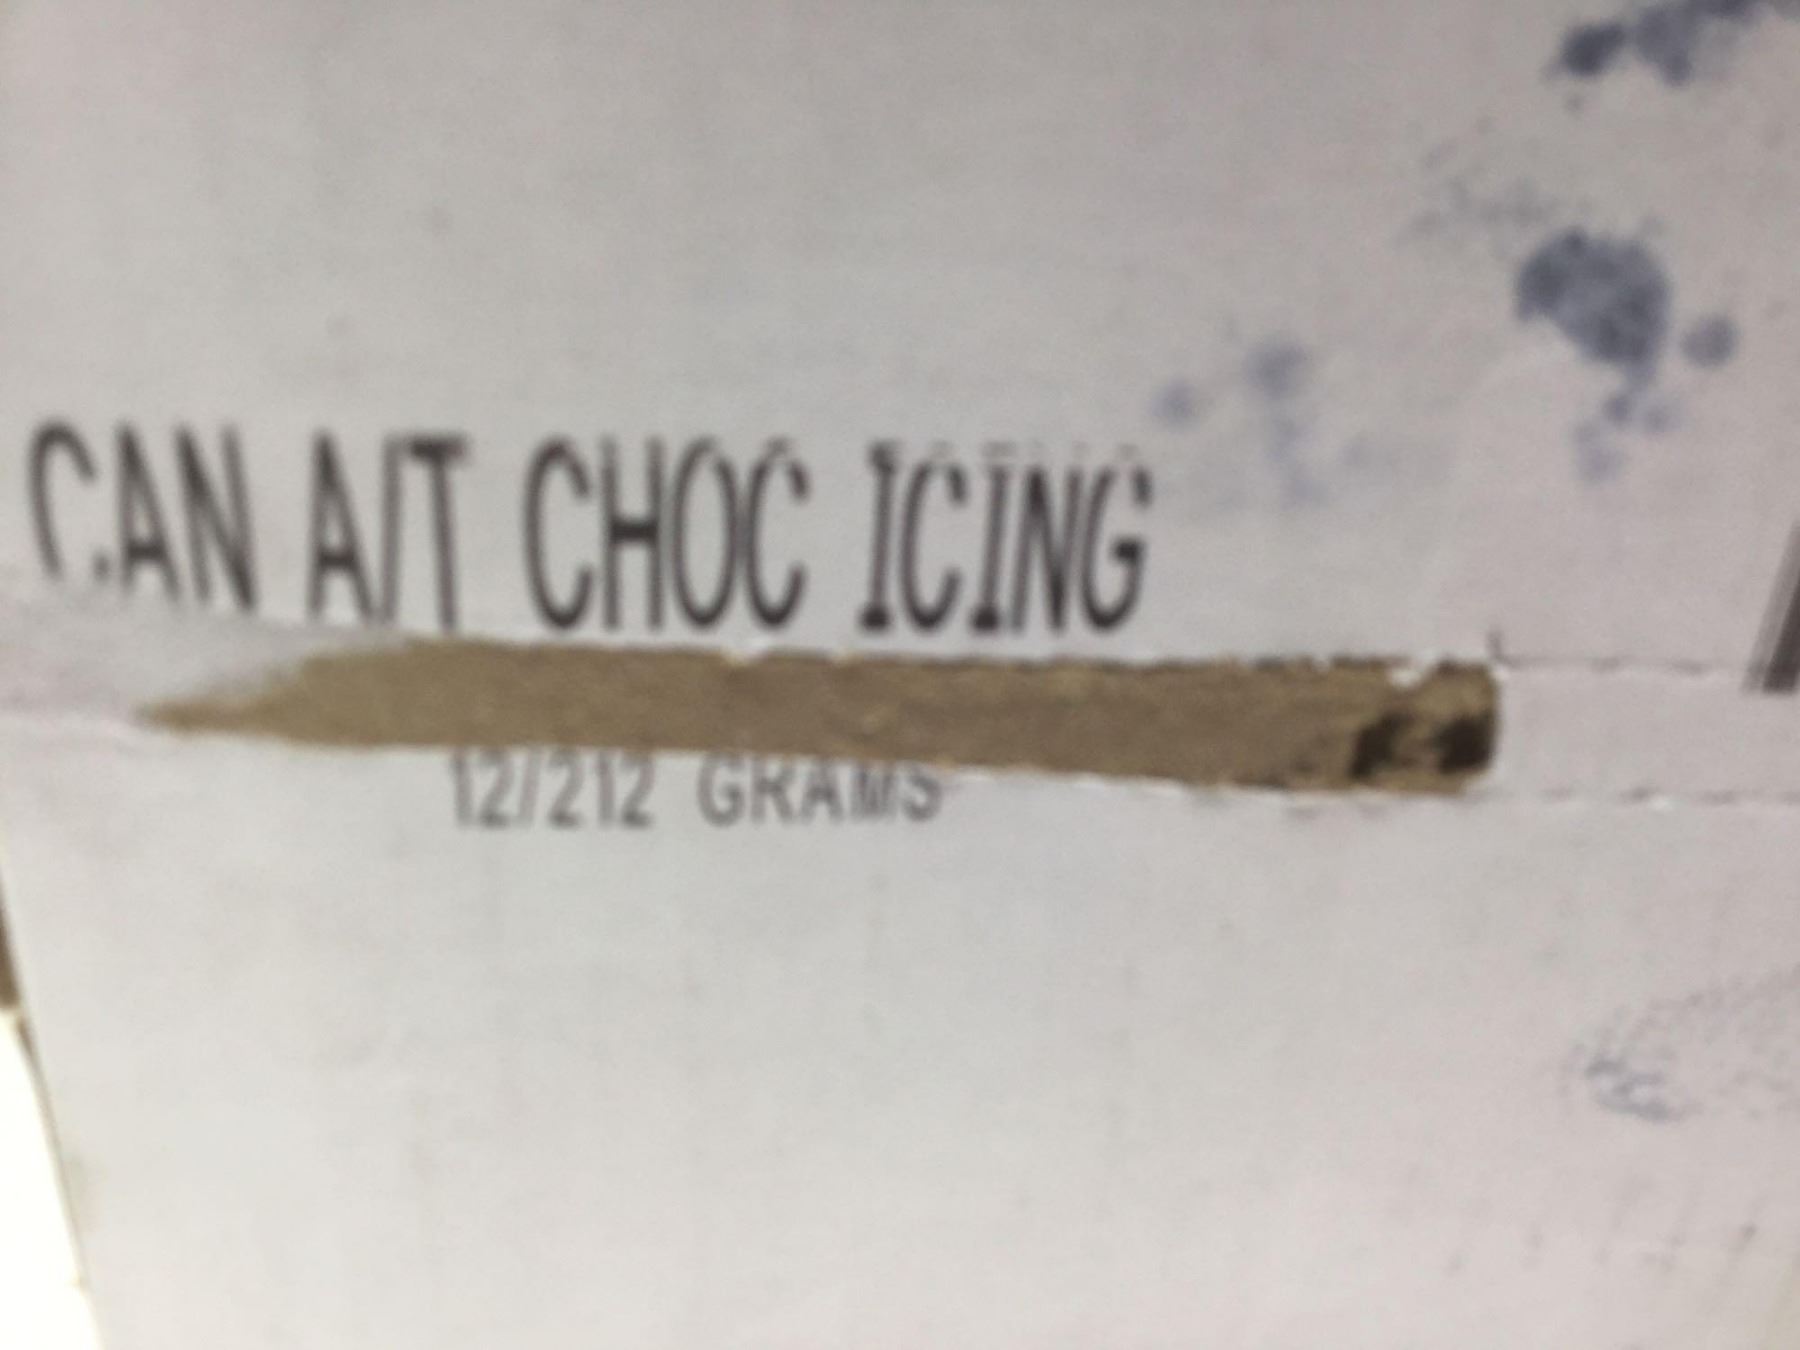 CAN A/T CHOC ICING
12/212 GRAMS